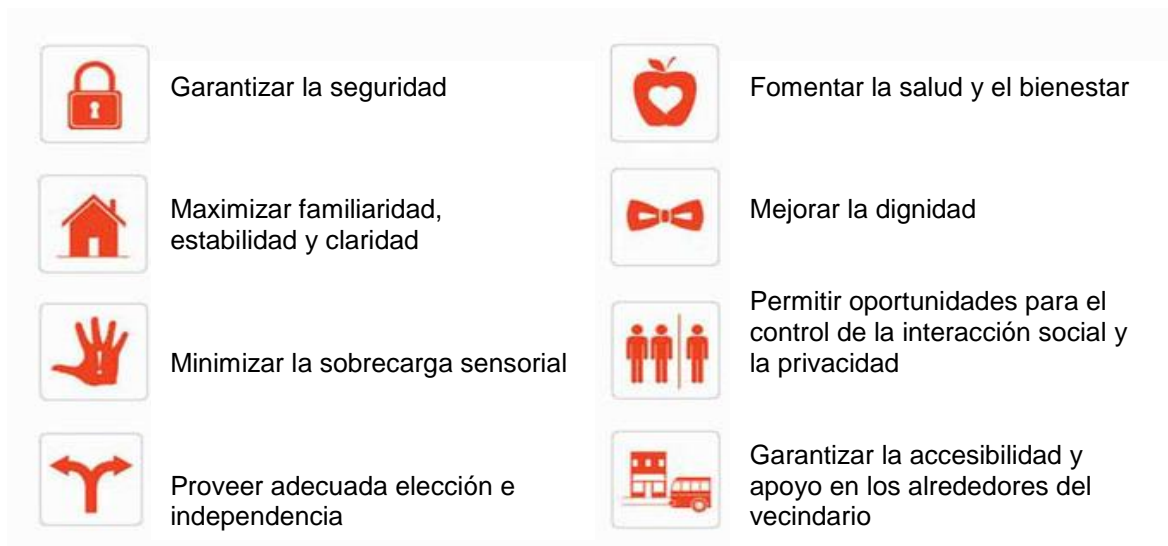 Garantizar la seguridad
Maximizar familiaridad,
estabilidad y claridad
Minimizar la sobrecarga sensorial
Proveer adecuada elección e
independencia
Fomentar la salud y el bienestar
Mejorar la dignidad
Permitir oportunidades para el
control de la interacción social y
la privacidad
Garantizar la accesibilidad y
apoyo en los alrededores del
vecindario